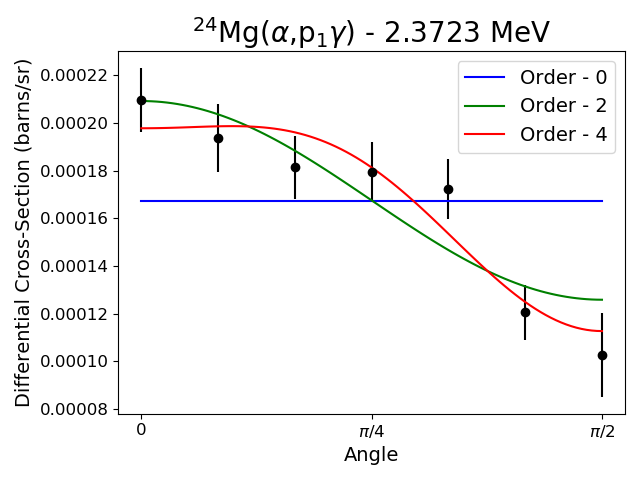 ²⁴Mg(α,p₁γ) - 2.3723 MeV
Differential Cross-Section (barns/sr)
0.00022
0.00020
0.00018
0.00016
0.00014
0.00012
0.00010
0.00008
Order - 0
Order - 2
Order - 4
0 π/4 π/2
Angle